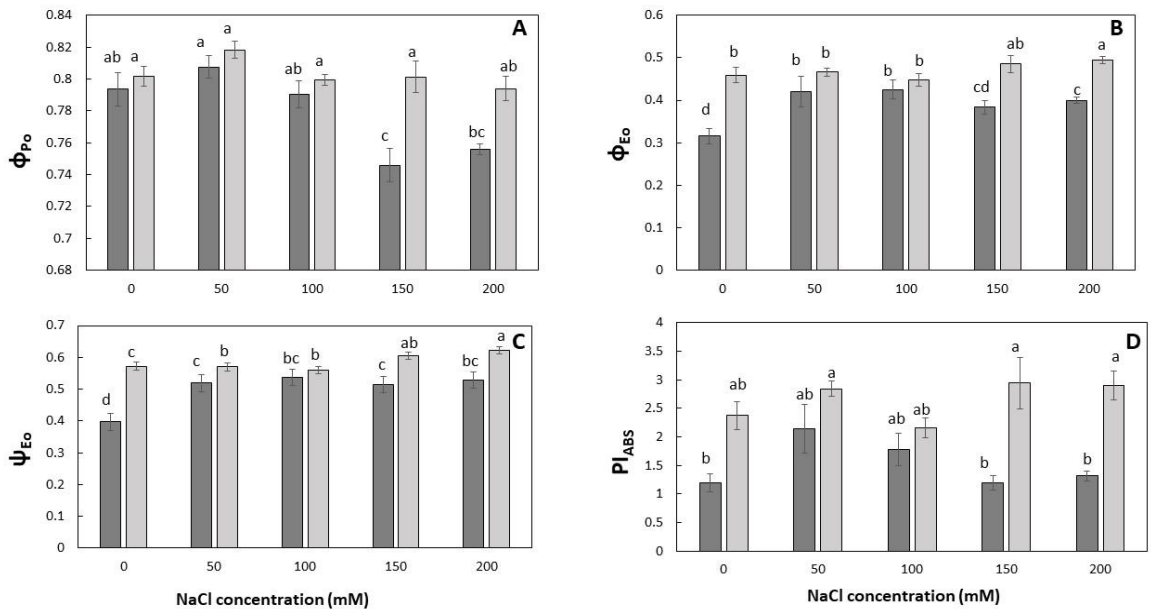 A
0.84
0.82
0.8
0.78
0.76
0.74
0.72
0.7
0.68
ΦPo
ab a a a ab a c a bc ab
0 50 100 150 200
B
0.6
0.5
0.4
0.3
0.2
0.1
0
ΦEo
d b b b b b cd ab c a
0 50 100 150 200
C
0.7
0.6
0.5
0.4
0.3
0.2
0.1
0
ΨEo
d c c b bc b c ab bc a
0 50 100 150 200
NaCl concentration (mM)
D
4
3.5
3
2.5
2
1.5
1
0.5
0
PIABS
b ab ab a ab ab b a b a
0 50 100 150 200
NaCl concentration (mM)